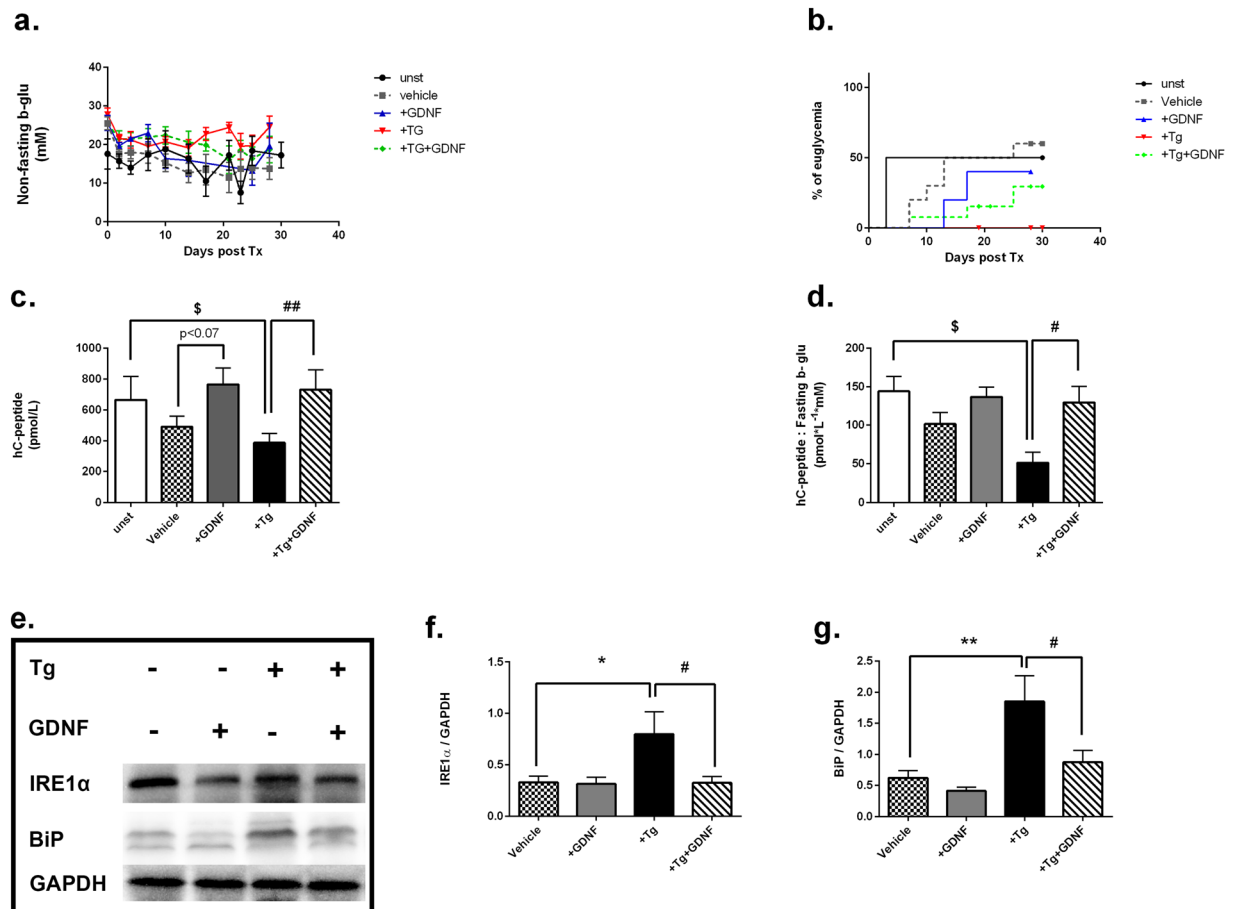 a.
Non-fasting b-glu
(mM)
40
30
20
10
0
0 10 20 30 40
Days post Tx
unst
vehicle
+GDNF
+TG
+TG+GDNF
b.
% of euglycemia
100
50
0
0 10 20 30 40
Days post Tx
unst
Vehicle
+GDNF
+Tg
+Tg+GDNF
c.
hC-peptide
(pmol/L)
1000
800
600
400
200
0
$
##
p<0.07
unst
Vehicle
+GDNF
+Tg
+Tg+GDNF
d.
hC-peptide : Fasting b-glu
(pmol*L⁻¹*mM)
200
150
100
50
0
$
#
unst
Vehicle
+GDNF
+Tg
+Tg+GDNF
e.
Tg - - + +
GDNF - + - +
IRE1α
BiP
GAPDH
f.
IRE1α / GAPDH
1.5
1.0
0.5
0.0
*
#
Vehicle
+GDNF
+Tg
+Tg+GDNF
g.
BiP / GAPDH
2.5
2.0
1.5
1.0
0.5
0.0
**
#
Vehicle
+GDNF
+Tg
+Tg+GDNF